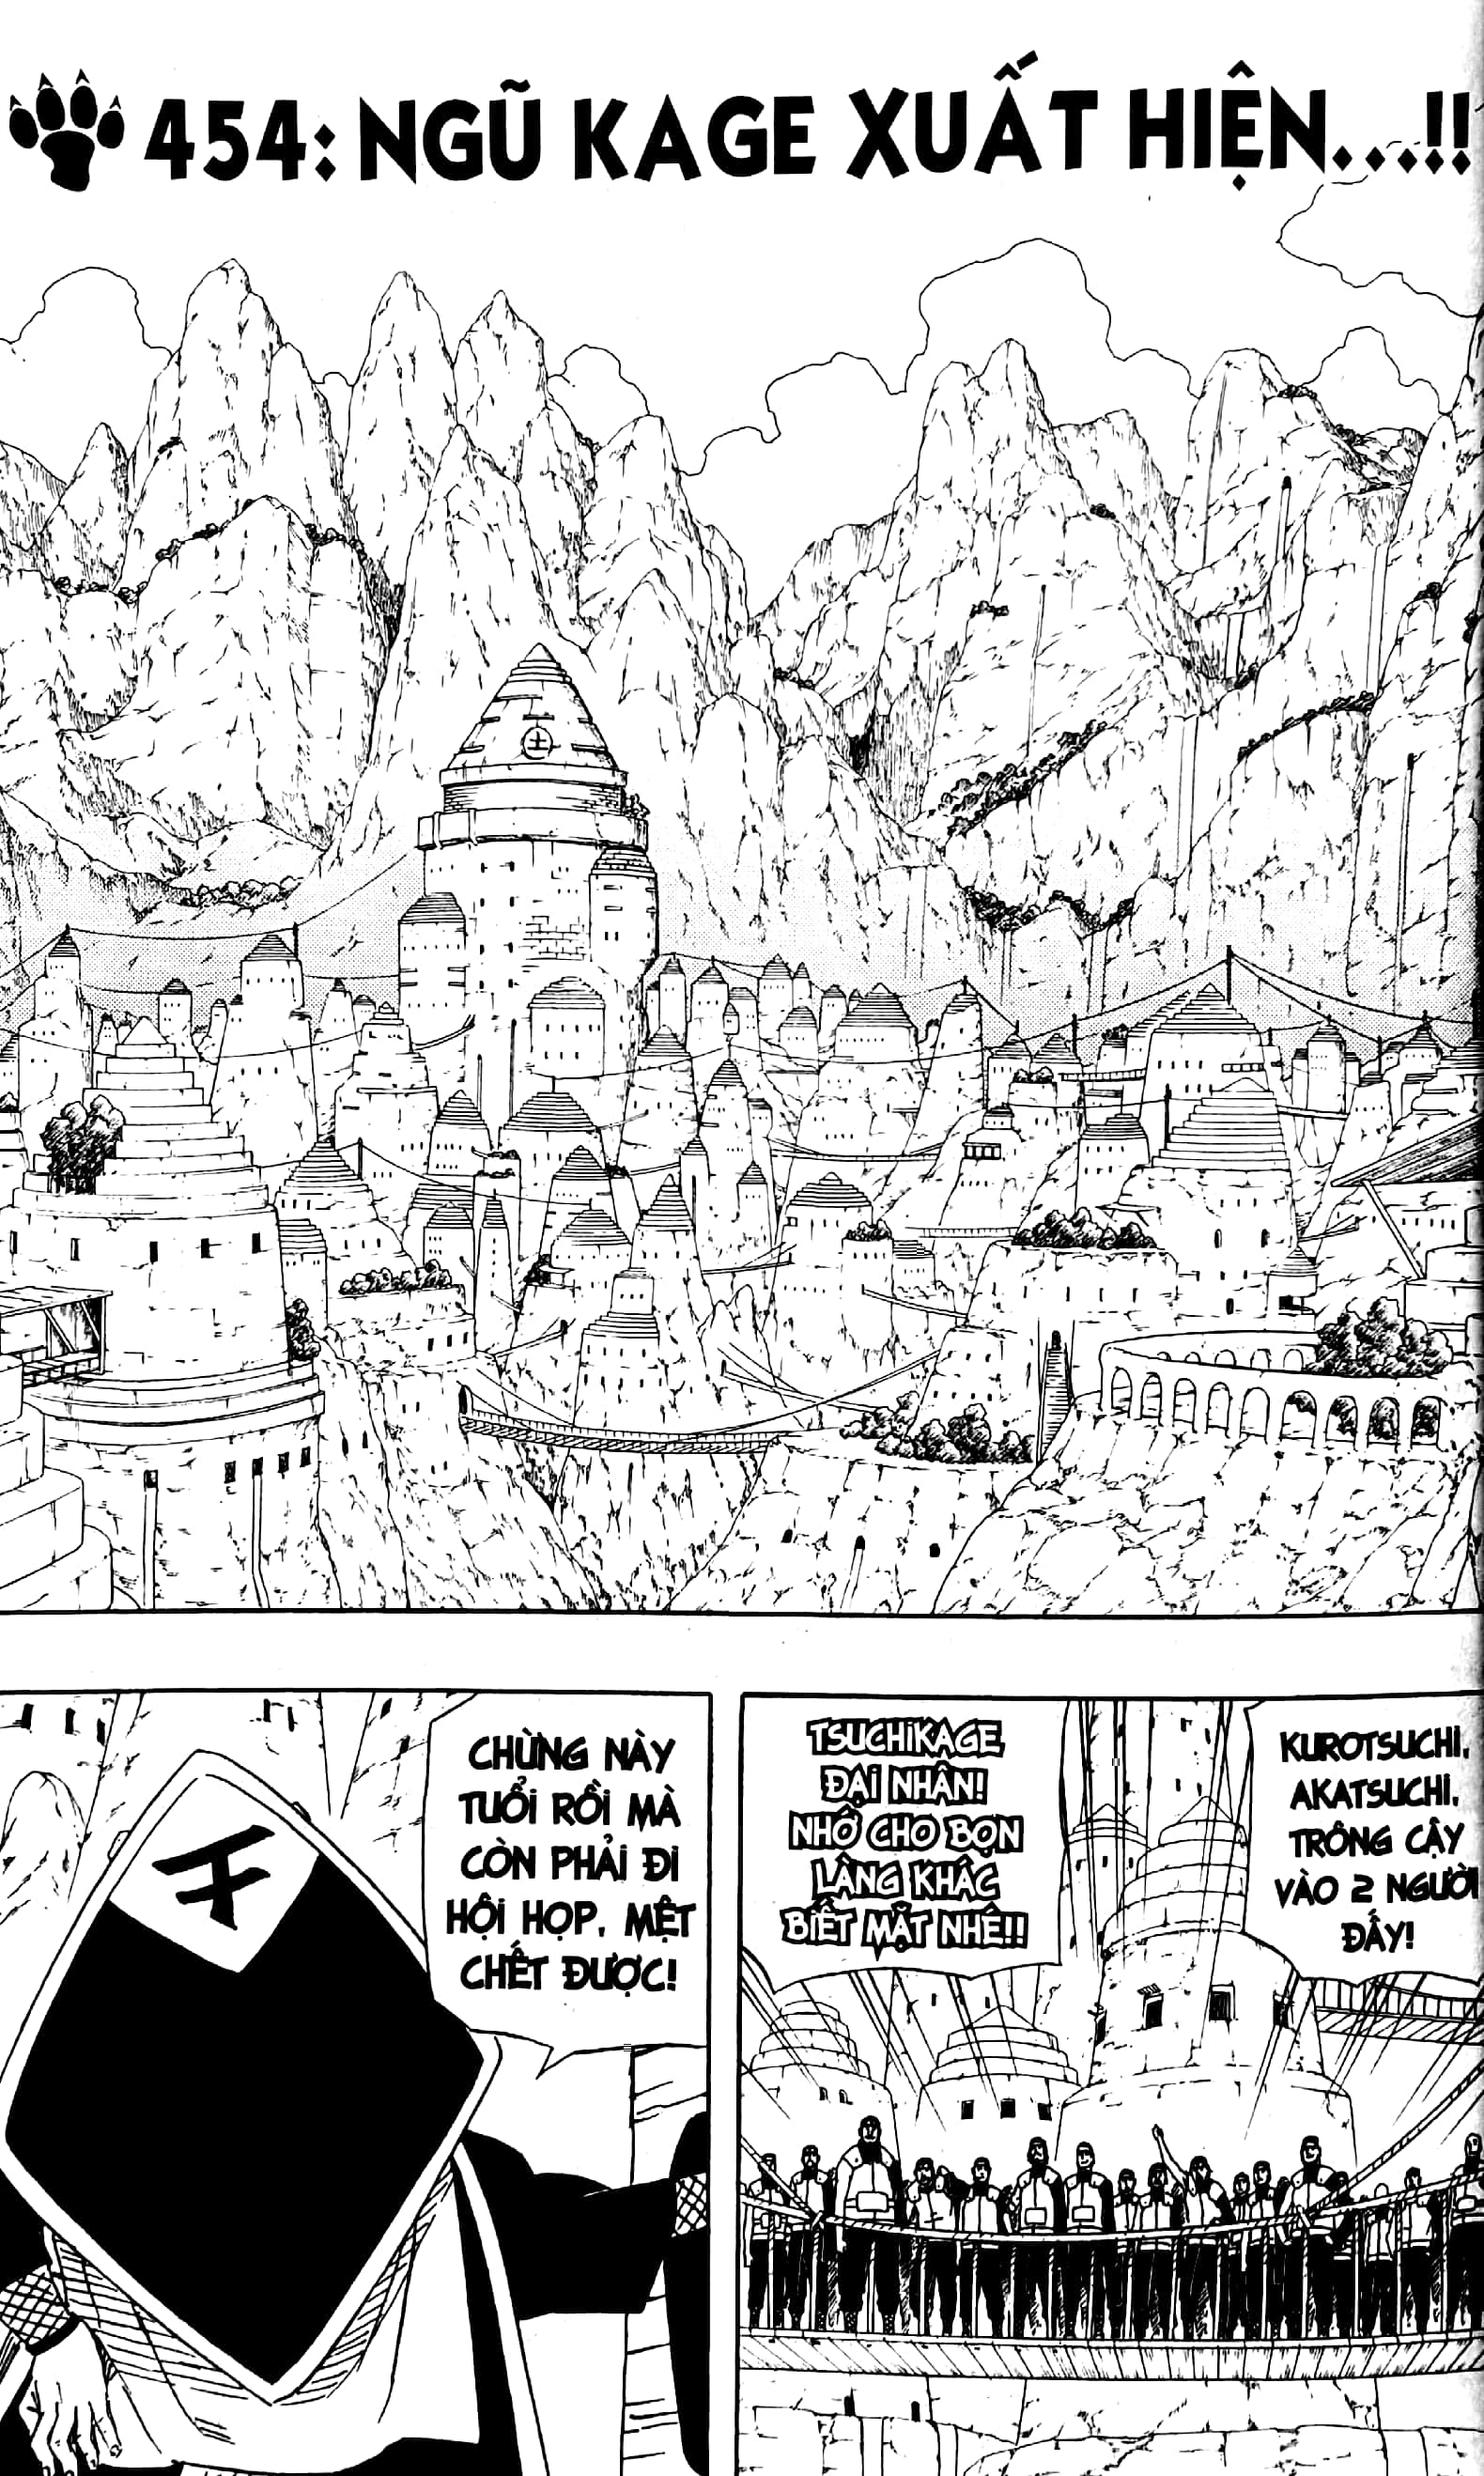 454: NGŨ KAGE XUẤT HIỆN...!!
土
KUROTSUCHI,
AKATSUCHI,
TRÔNG CẬY
VÀO 2 NGƯỜI
ĐẤY!
TSUCHIKAGE
ĐẠI NHÂN!
NHỚ CHO BỌN
LÀNG KHÁC
BIẾT MẶT NHÉ!!
CHỪNG NÀY
TUỔI RỒI MÀ
CÒN PHẢI ĐI
HỘI HỌP, MỆT
CHẾT ĐƯỢC!